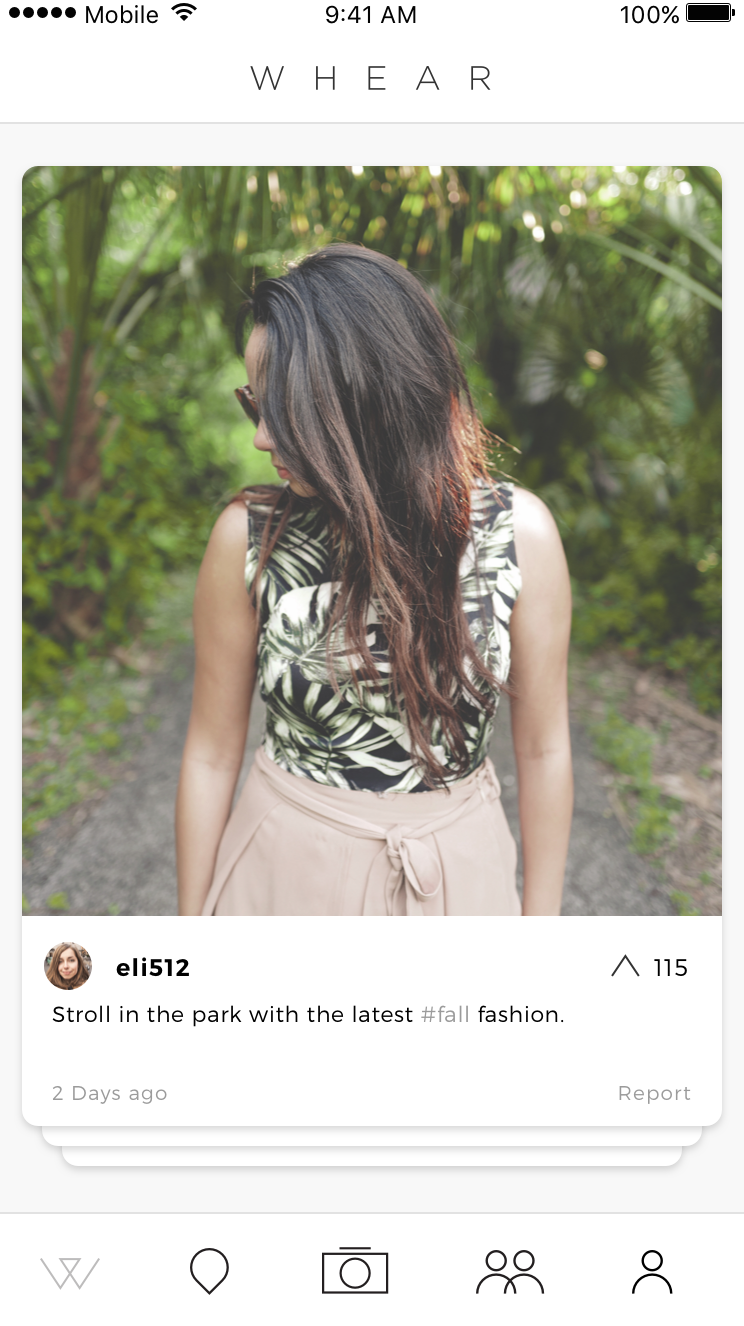 Mobile 9:41 AM 100%
WHEAR
eli512 115
Stroll in the park with the latest #fall fashion.
2 Days ago Report